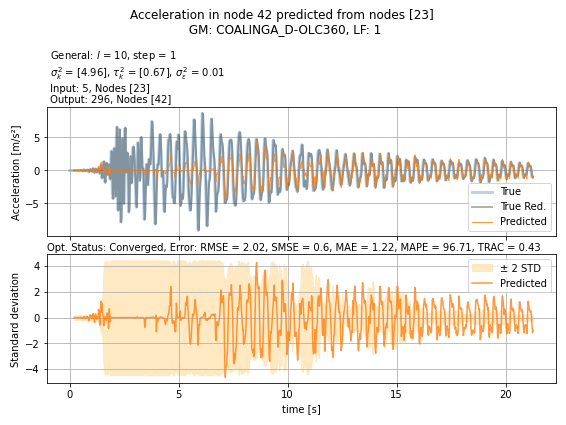 Acceleration in node 42 predicted from nodes [23]
GM: COALINGA_D-OLC360, LF: 1
General: l = 10, step = 1
σ²ₖ = [4.96], τ²ₖ = [0.67], σ²ε = 0.01
Input: 5, Nodes [23]
Output: 296, Nodes [42]
Acceleration [m/s²]
5
0
−5
True
True Red.
Predicted
Opt. Status: Converged, Error: RMSE = 2.02, SMSE = 0.6, MAE = 1.22, MAPE = 96.71, TRAC = 0.43
Standard deviation
4
2
0
−2
−4
± 2 STD
Predicted
0 5 10 15 20
time [s]